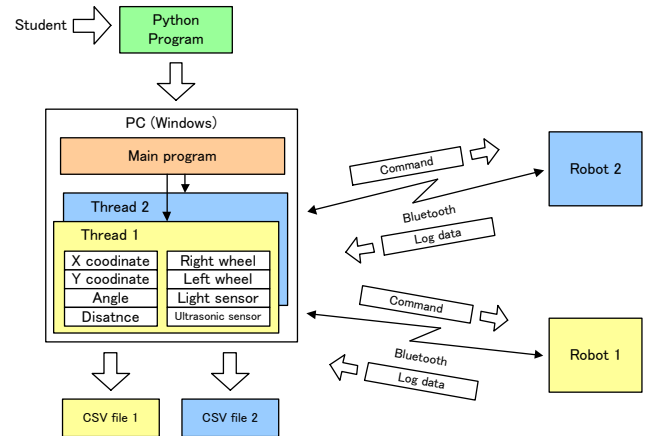 Student
Python
Program
PC (Windows)
Main program
Thread 2
Thread 1
X coodinate
Y coodinate
Angle
Disatnce
Right wheel
Left wheel
Light sensor
Ultrasonic sensor
Command
Bluetooth
Log data
Robot 2
Command
Bluetooth
Log data
Robot 1
CSV file 1
CSV file 2